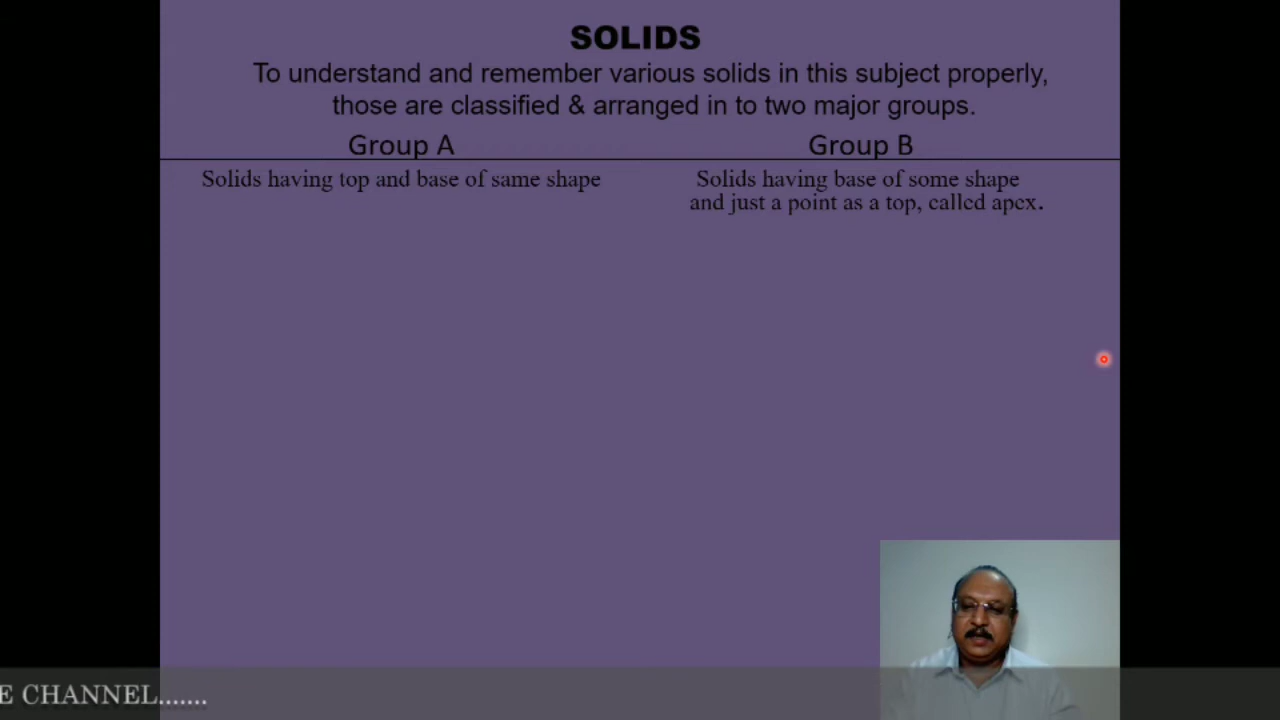 SOLIDS
To understand and remember various solids in this subject properly,
those are classified & arranged in to two major groups.
Group A
Solids having top and base of same shape
Group B
Solids having base of some shape
and just a point as a top, called apex.
E CHANNEL.......